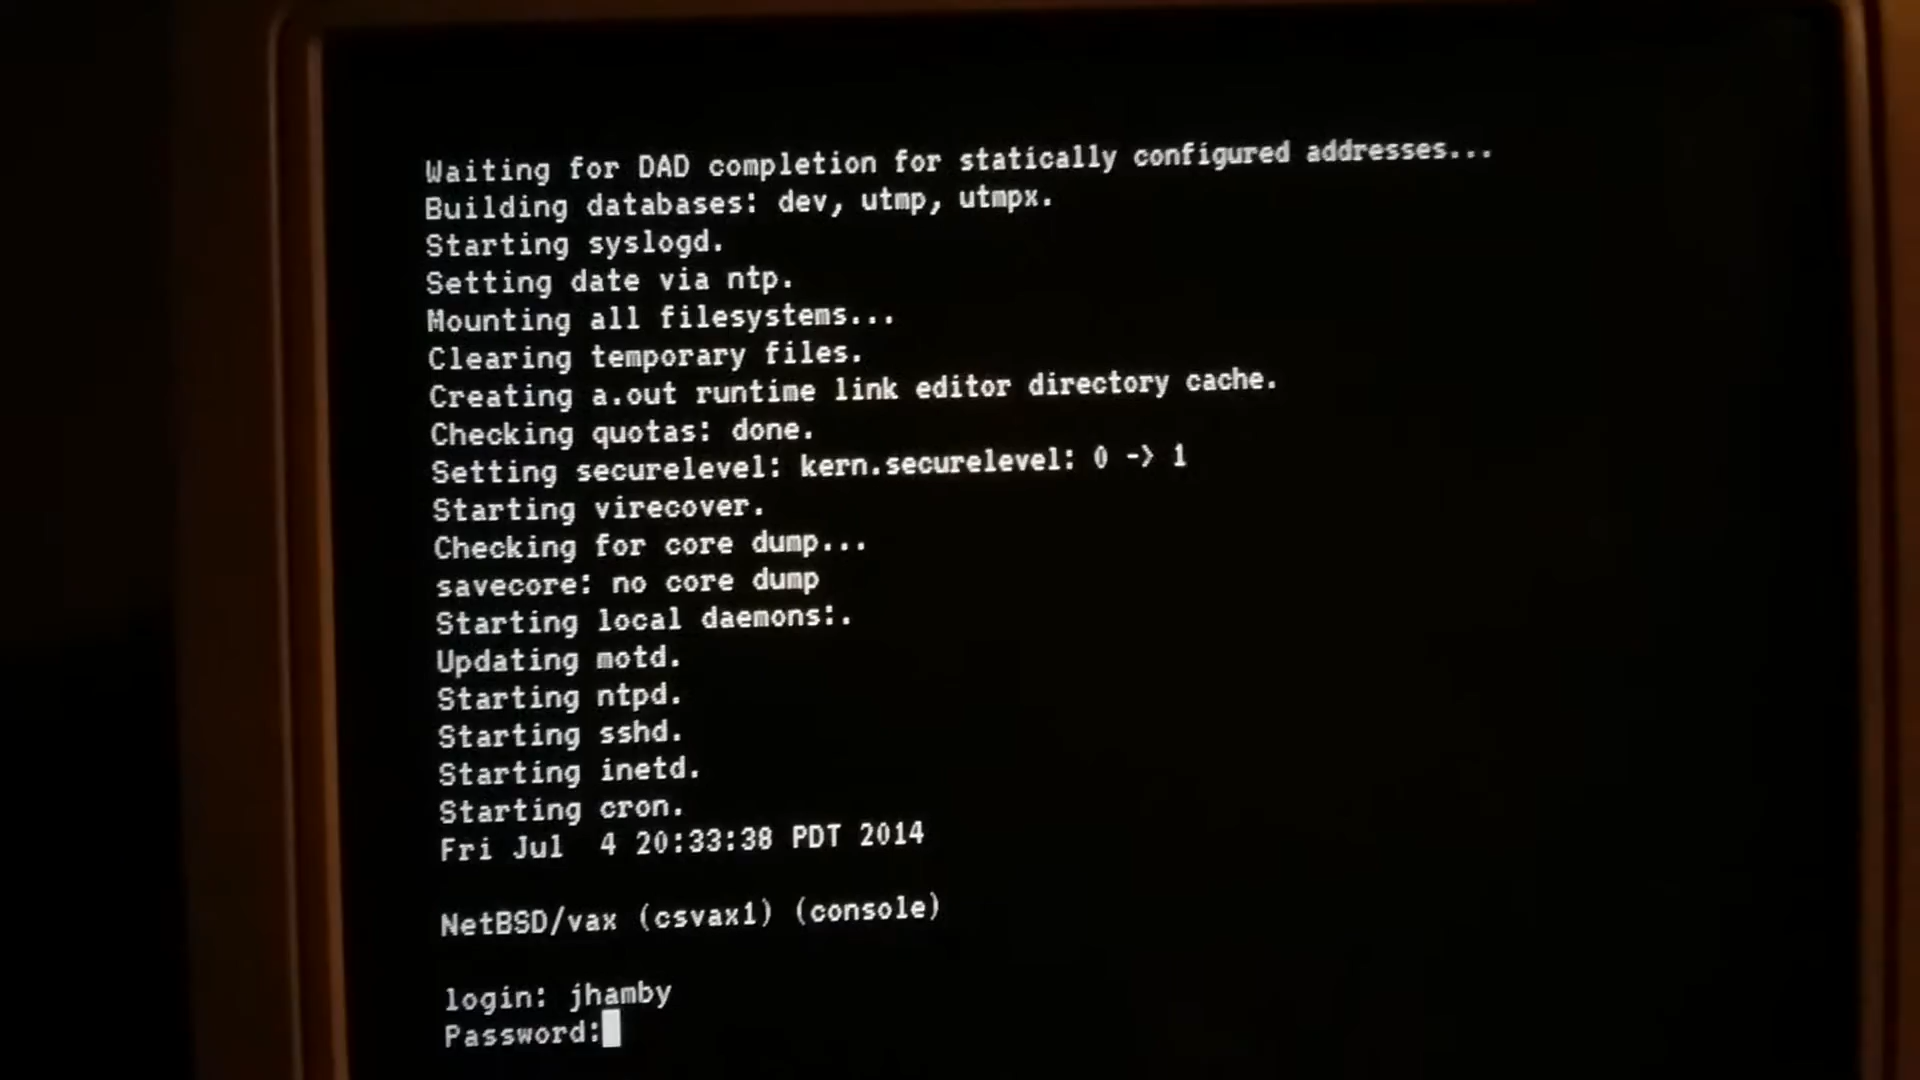 Waiting for DAD completion for statically configured addresses...
Building databases: dev, utmp, utmpx.
Starting syslogd.
Setting date via ntp.
Mounting all filesystems...
Clearing temporary files.
Creating a.out runtime link editor directory cache.
Checking quotas: done.
Setting securelevel: kern.securelevel: 0 -> 1
Starting virecover.
Checking for core dump...
savecore: no core dump
Starting local daemons:.
Updating motd.
Starting ntpd.
Starting sshd.
Starting inetd.
Starting cron.
Fri Jul  4 20:33:38 PDT 2014
NetBSD/vax (csvax1) (console)
login: jhamby
Password: